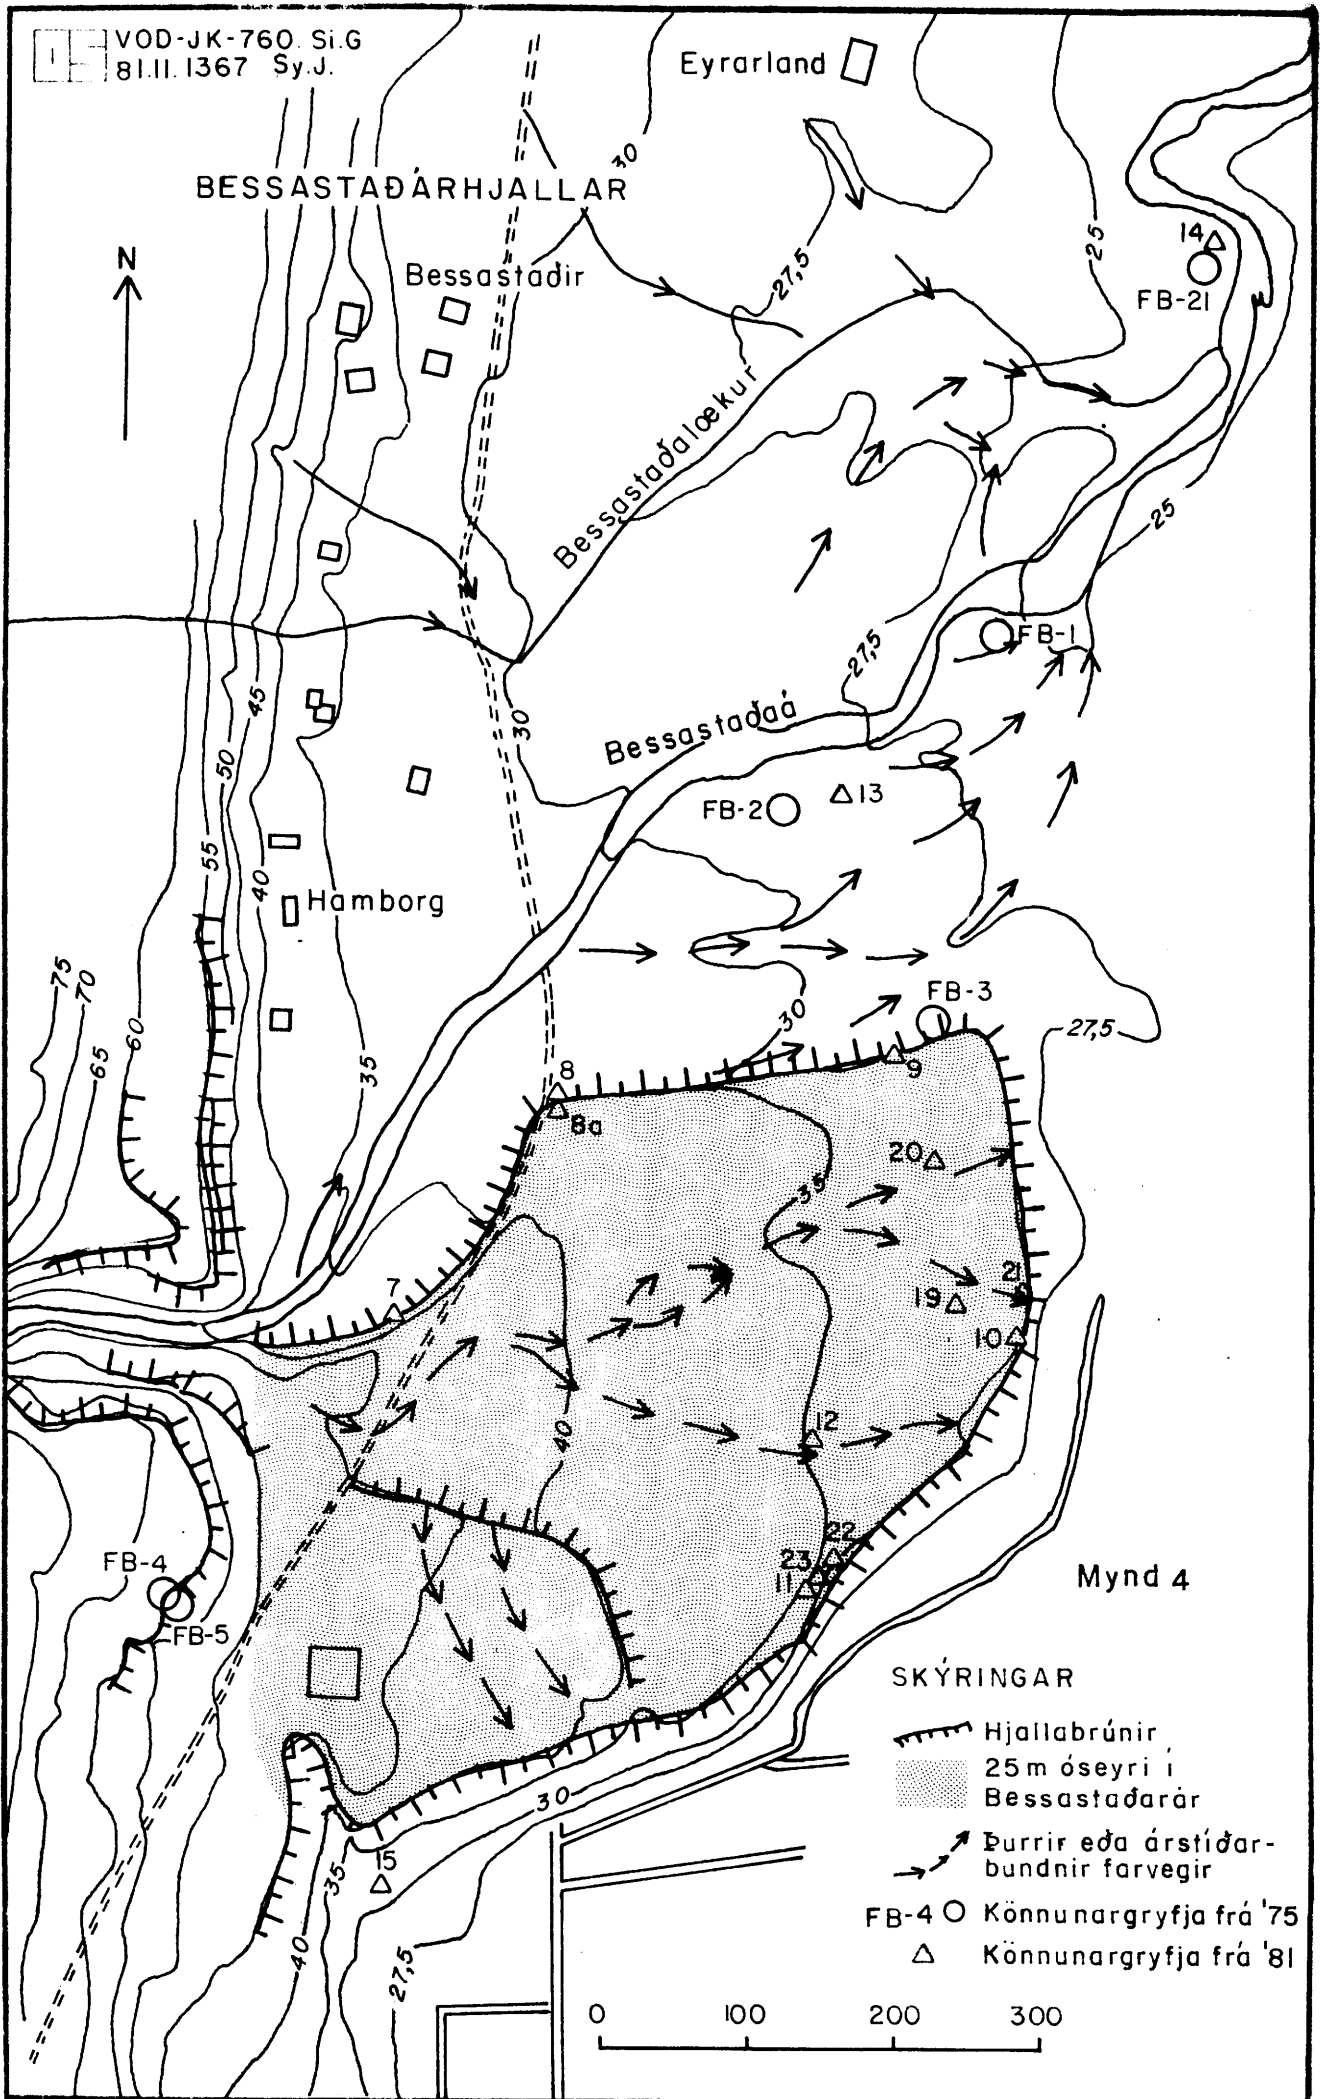 OS
VOD-JK-760. Si.G
81.11.1367 Sy.J.
Eyrarland
30
BESSASTAÐÁRHJALLAR
N
Bessastaðir
27,5
25
14
FB-21
Bessastaðalækur
25
FB-1
27,5
45
30
50
Bessastaðaá
FB-2
13
55
40
Hamborg
75
70
65
60
35
FB-3
30
27,5
9
8
8a
20
35
7
21
19
10
12
40
22
23
11
FB-4
FB-5
Mynd 4
SKÝRINGAR
Hjallabrúnir
25m óseyri í
Bessastaðarár
Þurrir eða árstíðar-
bundnir farvegir
FB-4 Könnunargryfja frá '75
Könnunargryfja frá '81
30
15
35
40
27,5
0 100 200 300